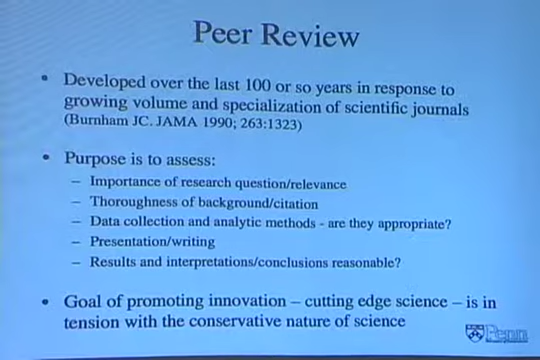 Peer Review
• Developed over the last 100 or so years in response to
growing volume and specialization of scientific journals
(Burnham JC. JAMA 1990; 263:1323)
• Purpose is to assess:
– Importance of research question/relevance
– Thoroughness of background/citation
– Data collection and analytic methods - are they appropriate?
– Presentation/writing
– Results and interpretations/conclusions reasonable?
• Goal of promoting innovation – cutting edge science – is in
tension with the conservative nature of science
Penn